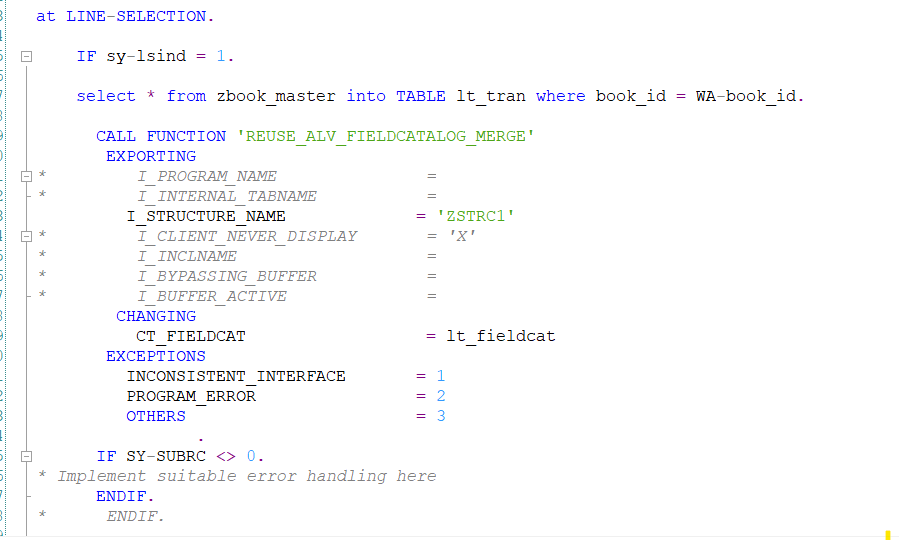 at LINE-SELECTION.
IF sy-lsind = 1.
select * from zbook_master into TABLE lt_tran where book_id = WA-book_id.
CALL FUNCTION 'REUSE_ALV_FIELDCATALOG_MERGE'
EXPORTING
* I_PROGRAM_NAME =
* I_INTERNAL_TABNAME =
I_STRUCTURE_NAME = 'ZSTRC1'
* I_CLIENT_NEVER_DISPLAY = 'X'
* I_INCLNAME =
* I_BYPASSING_BUFFER =
* I_BUFFER_ACTIVE =
CHANGING
CT_FIELDCAT = lt_fieldcat
EXCEPTIONS
INCONSISTENT_INTERFACE = 1
PROGRAM_ERROR = 2
OTHERS = 3
.
IF SY-SUBRC <> 0.
* Implement suitable error handling here
ENDIF.
* ENDIF.